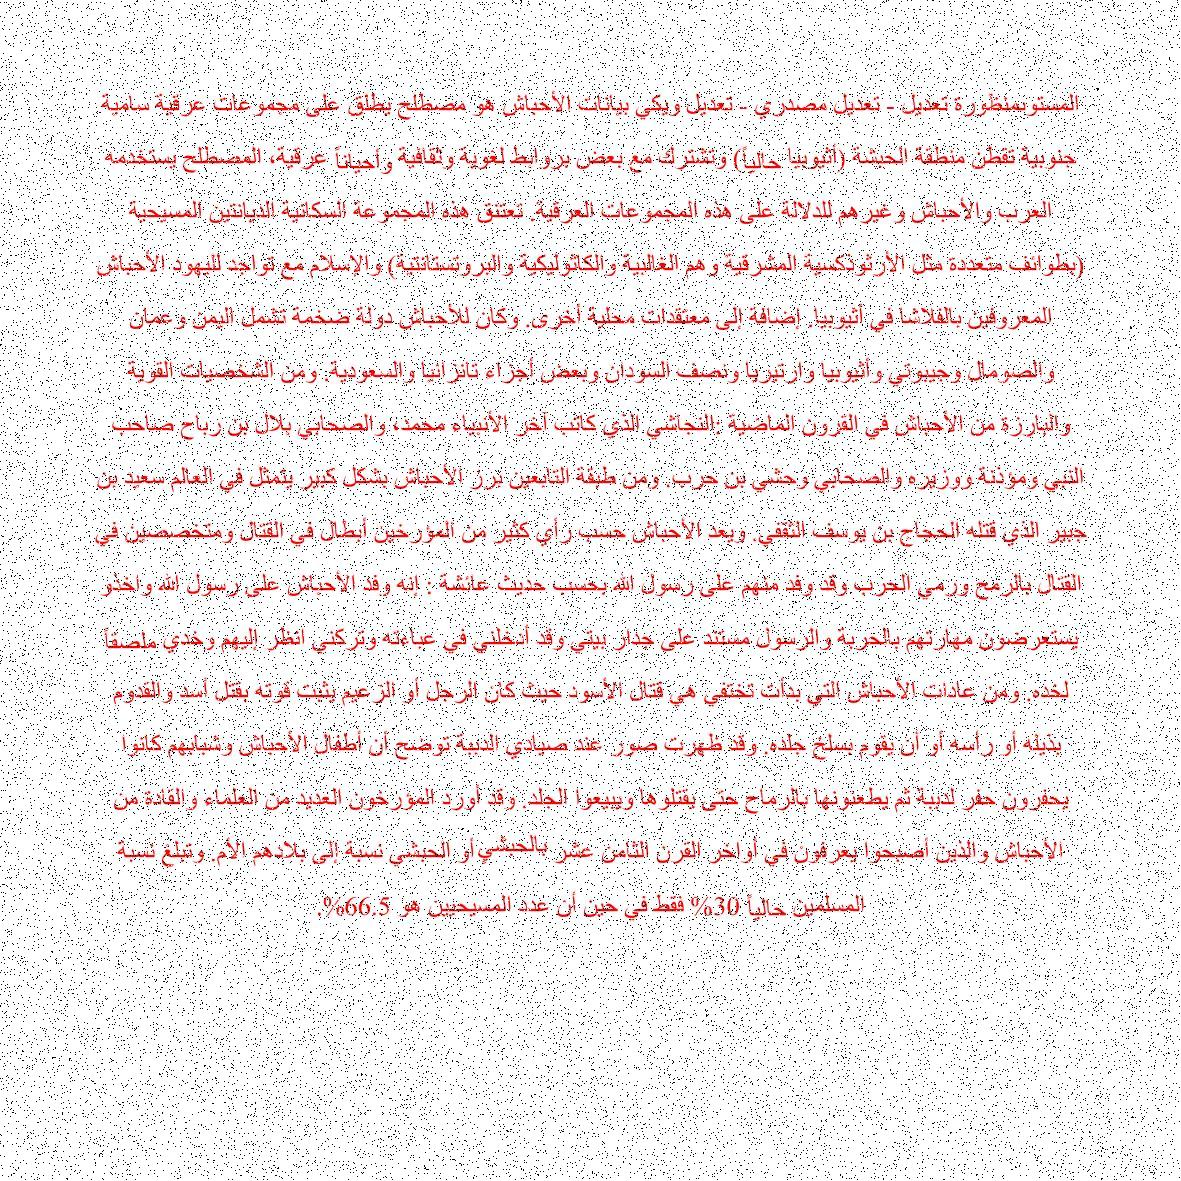 المستوىمنظورة تعديل - تعديل مصدري - تعديل ويكي بيانات الأحباش هو مصطلح يطلق على مجموعات عرقية سامية
جنوبية تقطن منطقة الحبشة (أثيوبيا حالياً) وتشترك مع بعض بروابط لغوية وثقافية وأحياناً عرقية، المصطلح يستخدمه
العرب والأحباش وغيرهم للدلالة على هذه المجموعات العرقية. تعتنق هذه المجموعة السكانية الديانتين المسيحية
(بطوائف متعددة مثل الأرثوذكسية المشرقية وهم الغالبية والكاثوليكية والبروتستانتية) والإسلام مع تواجد لليهود الأحباش
المعروفين بالفلاشا في أثيوبيا. إضافة إلى معتقدات محلية أخرى. وكان للأحباش دولة ضخمة تشمل اليمن وعمان
والصومال وجيبوتي وأثيوبيا وارتيريا ونصف السودان وبعض أجزاء تانزانيا والسعودية. ومن الشخصيات القوية
والبارزة من الأحباش في القرون الماضية :النجاشي الذي كاتب آخر الأنبياء محمد، والصحابي بلال بن رباح صاحب
النبي ومؤذنة ووزيره والصحابي وحشي بن حرب. ومن طبقة التابعين برز الأحباش بشكل كبير يتمثل في العالم سعيد بن
جبير الذي قتله الحجاج بن يوسف الثقفي. ويعد الأحباش حسب رأي كثير من المؤرخين أبطال في القتال ومتخصصين في
القتال بالرمح ورمي الحرب وقد وفد منهم على رسول الله بحسب حديث عائشة : إنه وفد الأحباش على رسول الله واخذو
يستعرضون مهارتهم بالحربة والرسول مستند على جدار بيتي وقد أدخلني في عباءته وتركني انظر إليهم وخدي ملصقاً
لخده. ومن عادات الأحباش التي بدأت تختفي هي قتال الأسود حيث كان الرجل أو الزعيم يثبت قوته بقتل أسد والقدوم
بذيله أو رأسه أو أن يقوم بسلخ جلده. وقد ظهرت صور عند صيادي الدببة توضح أن أطفال الأحباش وشبابهم كانوا
يحفرون حفر لدببة ثم يطعنونها بالرماح حتى يقتلوها ويبيعوا الجلد. وقد أورد المؤرخون العديد من العلماء والقادة من
الأحباش والذين أصبحوا يعرفون في أواخر القرن الثامن عشر بالحبشي أو الحبشى نسبة إلى بلادهم الأم. وتبلغ نسبة
المسلمين حالياً 30% فقط في حين أن عدد المسيحيين هو 66.5%.